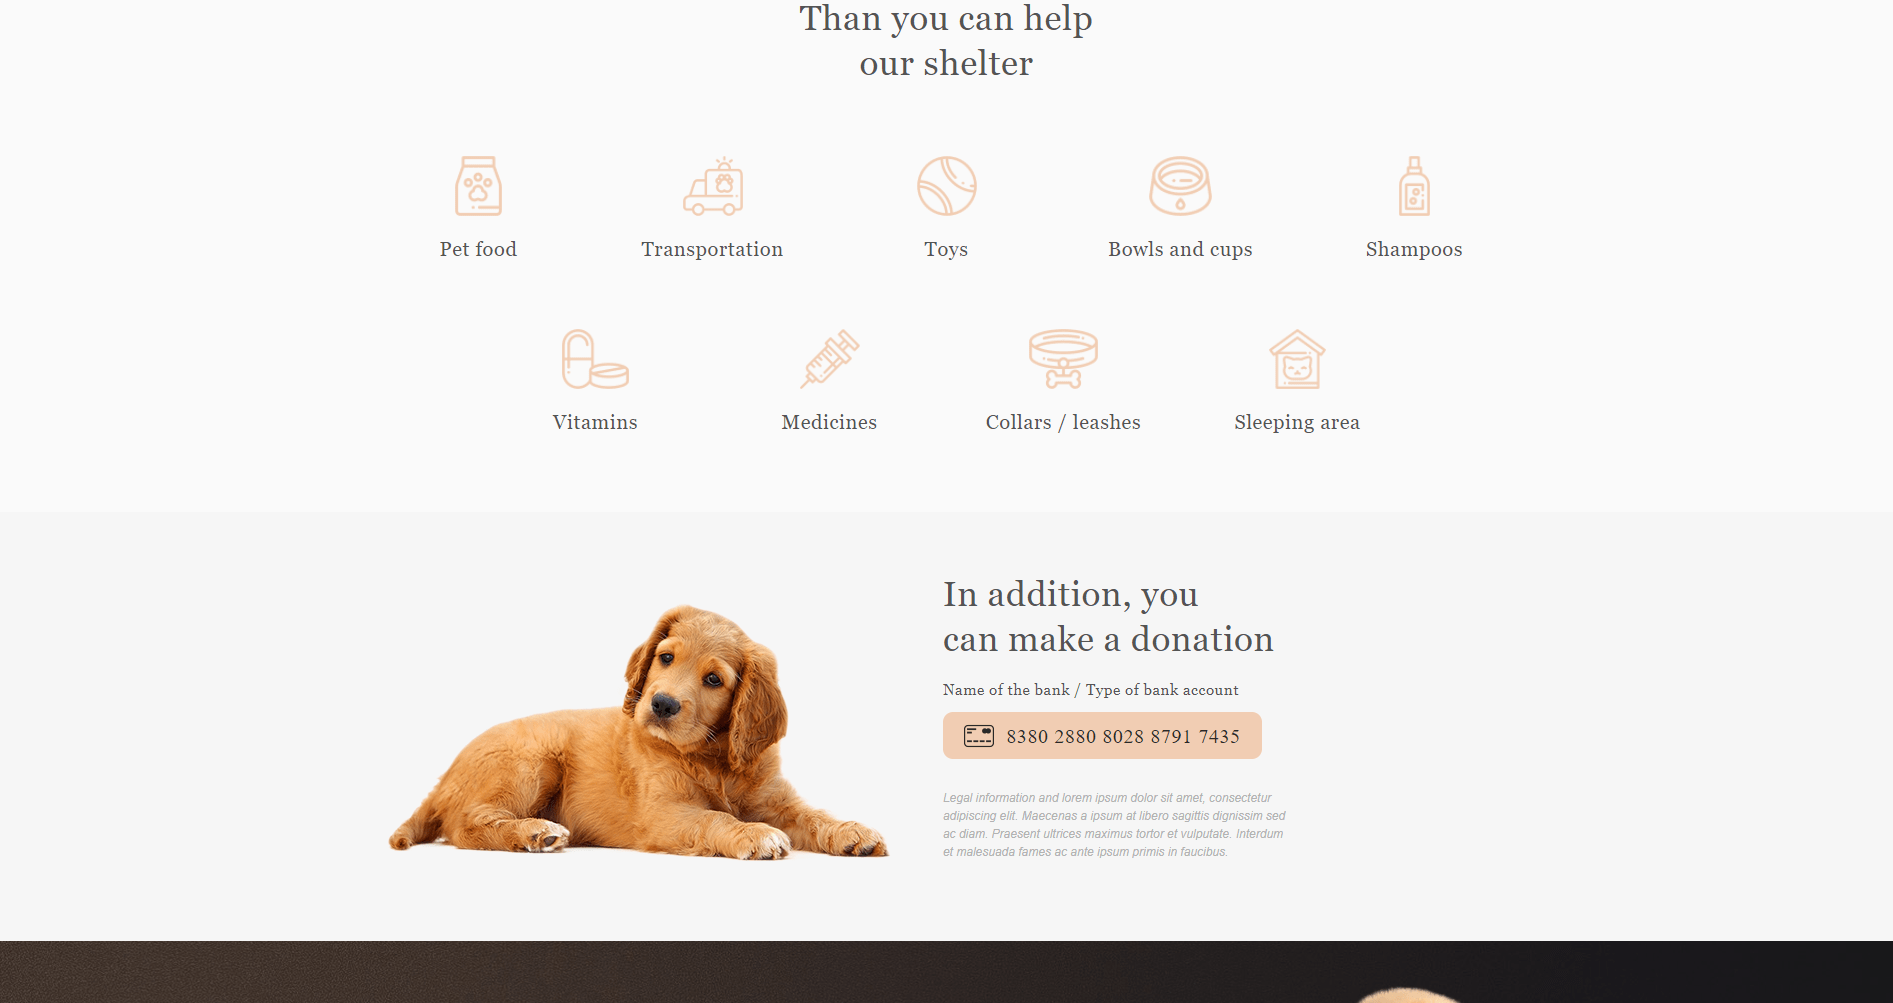 Than you can help
our shelter
Pet food
Transportation
Toys
Bowls and cups
Shampoos
Vitamins
Medicines
Collars / leashes
Sleeping area
In addition, you
can make a donation
Name of the bank / Type of bank account
8380 2880 8028 8791 7435
Legal information and lorem ipsum dolor sit amet, consectetur
adipiscing elit. Maecenas a ipsum at libero sagittis dignissim sed
ac diam. Praesent ultrices maximus tortor et vulputate. Interdum
et malesuada fames ac ante ipsum primis in faucibus.